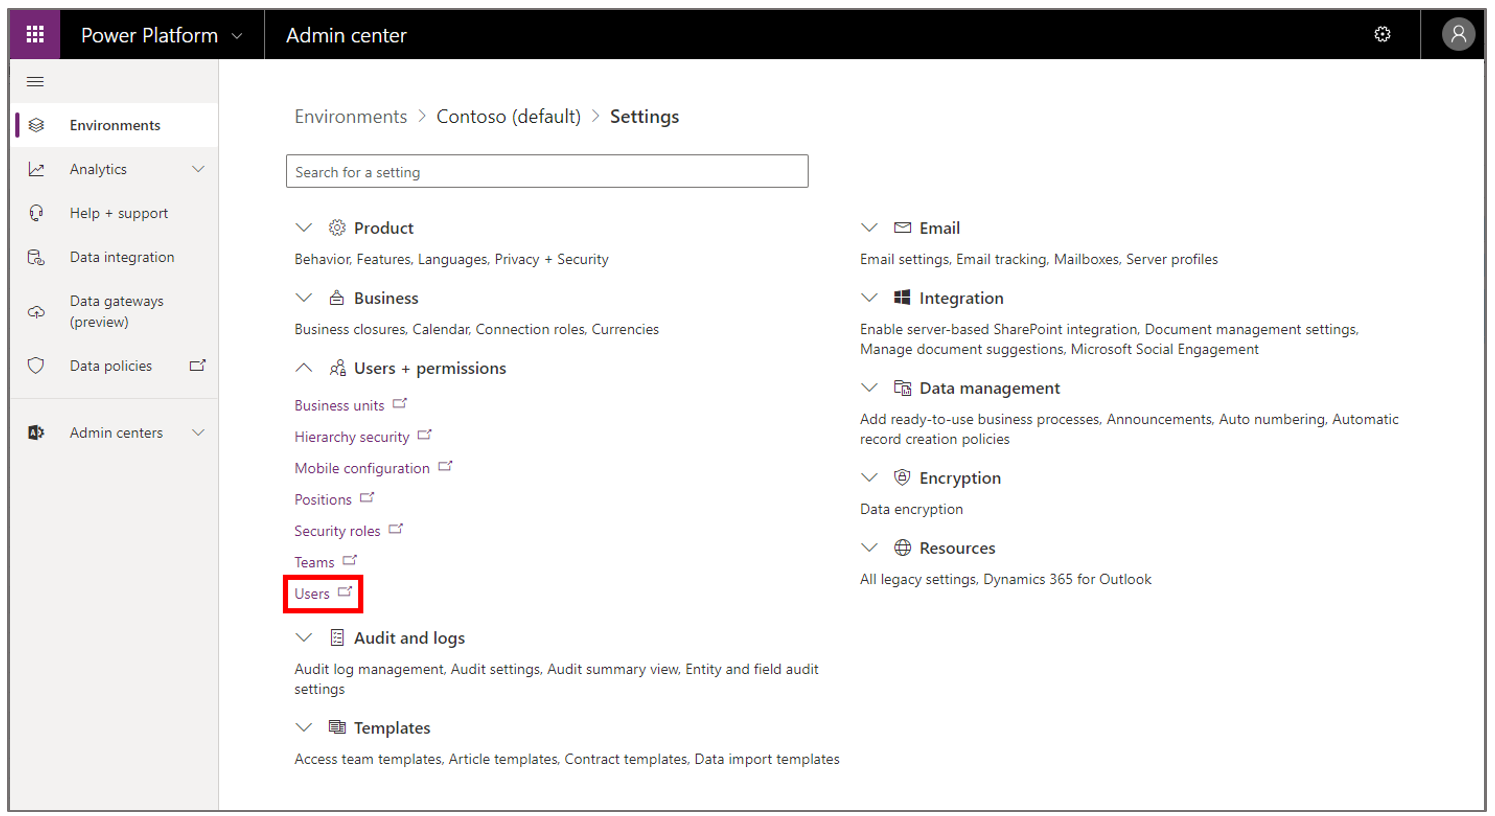 Power Platform
Admin center
Environments
Analytics
Help + support
Data integration
Data gateways
(preview)
Data policies
Admin centers
Environments > Contoso (default) > Settings
Search for a setting
Product
Behavior, Features, Languages, Privacy + Security
Business
Business closures, Calendar, Connection roles, Currencies
Users + permissions
Business units
Hierarchy security
Mobile configuration
Positions
Security roles
Teams
Users
Audit and logs
Audit log management, Audit settings, Audit summary view, Entity and field audit
settings
Templates
Access team templates, Article templates, Contract templates, Data import templates
Email
Email settings, Email tracking, Mailboxes, Server profiles
Integration
Enable server-based SharePoint integration, Document management settings,
Manage document suggestions, Microsoft Social Engagement
Data management
Add ready-to-use business processes, Announcements, Auto numbering, Automatic
record creation policies
Encryption
Data encryption
Resources
All legacy settings, Dynamics 365 for Outlook